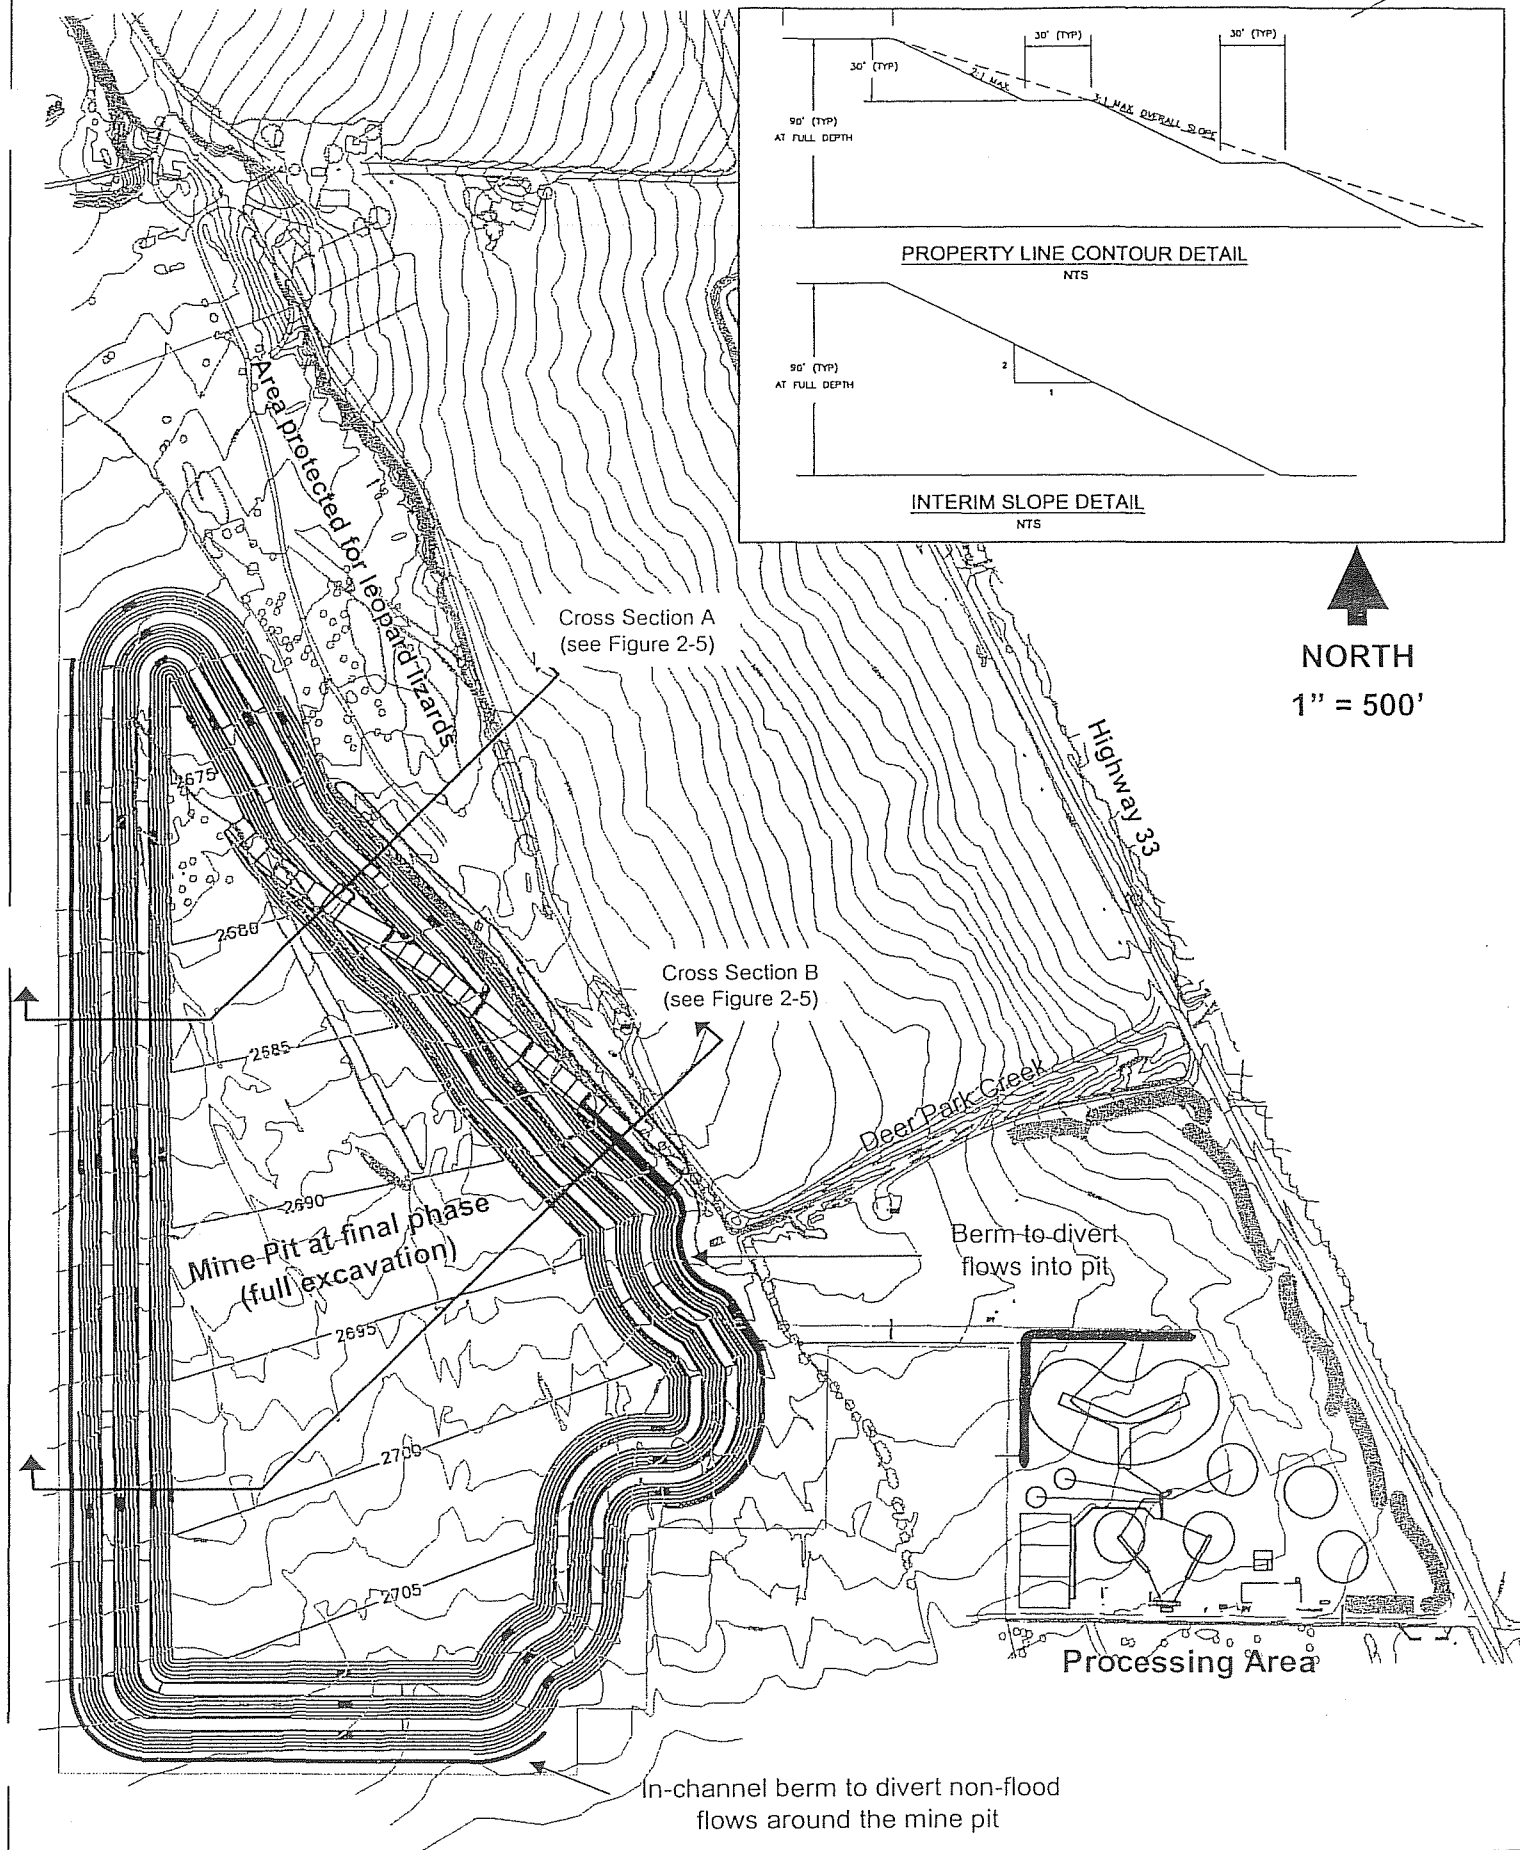 30' (TYP)
30' (TYP)
30' (TYP)
2:1 MAX
3:1 MAX OVERALL SLOPE
90' (TYP)
AT FULL DEPTH
PROPERTY LINE CONTOUR DETAIL
NTS
90' (TYP)
AT FULL DEPTH
2
1
INTERIM SLOPE DETAIL
NTS
NORTH
1" = 500'
Area protected for leopard lizards
Cross Section A
(see Figure 2-5)
Highway 33
2675
2680
Cross Section B
(see Figure 2-5)
2685
Deer Park Creek
2690
Mine Pit at final phase
(full excavation)
Berm to divert
flows into pit
2695
2700
2705
Processing Area
In-channel berm to divert non-flood
flows around the mine pit